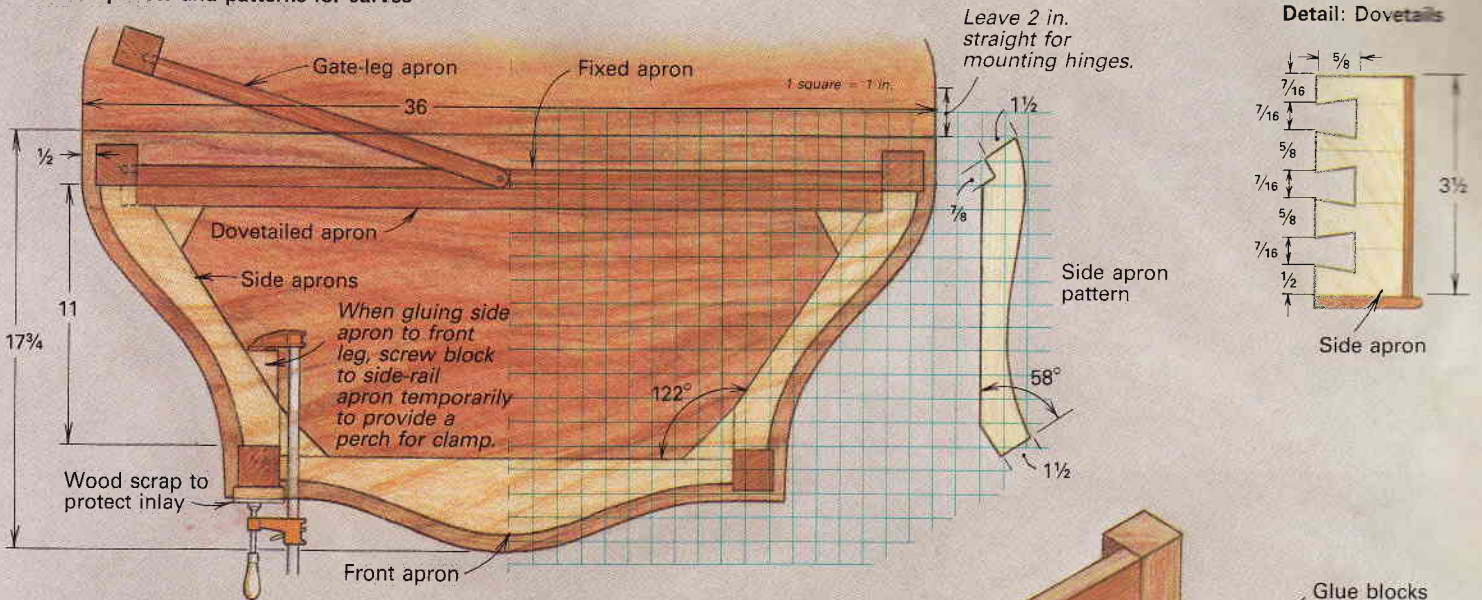 and patterns for curves
Leave 2 in.
straight for
mounting hinges.
Detail: Dovetails
Gate-leg apron
Fixed apron
1 square = 1 in.
36
1½
5/8
7/16
7/16
5/8
7/16
5/8
7/16
½
3½
Side apron
½
7/8
Dovetailed apron
Side aprons
Side apron
pattern
11
17¾
When gluing side
apron to front
leg, screw block
to side-rail
apron temporarily
to provide a
perch for clamp.
122°
58°
1½
Wood scrap to
protect inlay
Front apron
Glue blocks